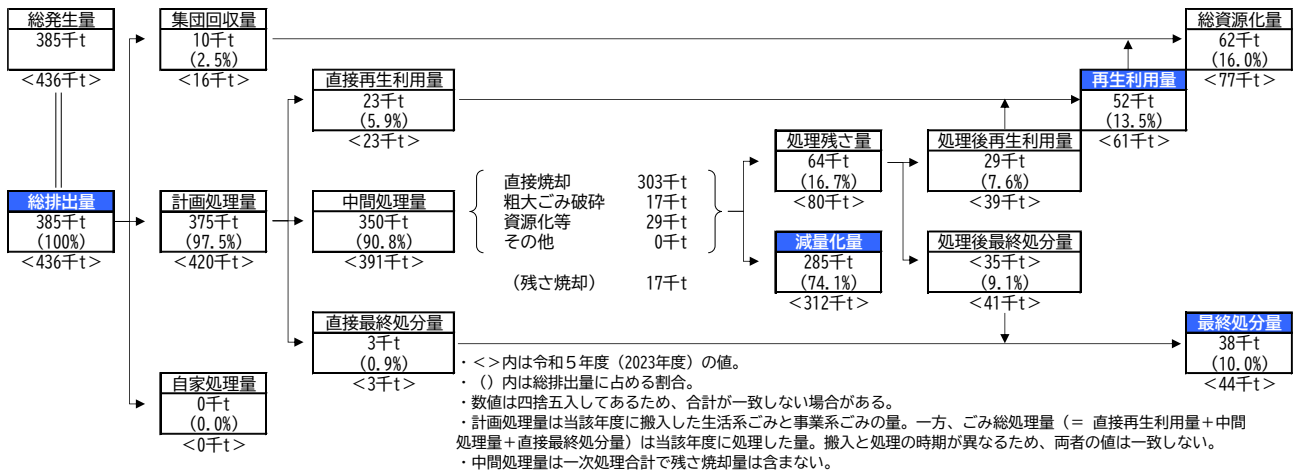 総発生量
385千t
<436千t>
集団回収量
10千t
(2.5%)
<16千t>
総資源化量
62千t
(16.0%)
<77千t>
直接再生利用量
23千t
(5.9%)
<23千t>
再生利用量
52千t
(13.5%)
<61千t>
処理残さ量
64千t
(16.7%)
<80千t>
処理後再生利用量
29千t
(7.6%)
<39千t>
総排出量
385千t
(100%)
<436千t>
計画処理量
375千t
(97.5%)
<420千t>
中間処理量
350千t
(90.8%)
<391千t>
直接焼却 303千t
粗大ごみ破砕 17千t
資源化等 29千t
その他 0千t
(残さ焼却) 17千t
減量化量
285千t
(74.1%)
<312千t>
処理後最終処分量
<35千t>
(9.1%)
<41千t>
直接最終処分量
3千t
(0.9%)
<3千t>
最終処分量
38千t
(10.0%)
<44千t>
自家処理量
0千t
(0.0%)
<0千t>
・<>内は令和5年度（2023年度）の値。
・（）内は総排出量に占める割合。
・数値は四捨五入してあるため、合計が一致しない場合がある。
・計画処理量は当該年度に搬入した生活系ごみと事業系ごみの量。一方、ごみ総処理量（＝ 直接再生利用量＋中間
処理量＋直接最終処分量）は当該年度に処理した量。搬入と処理の時期が異なるため、両者の値は一致しない。
・中間処理量は一次処理合計で残さ焼却量は含まない。